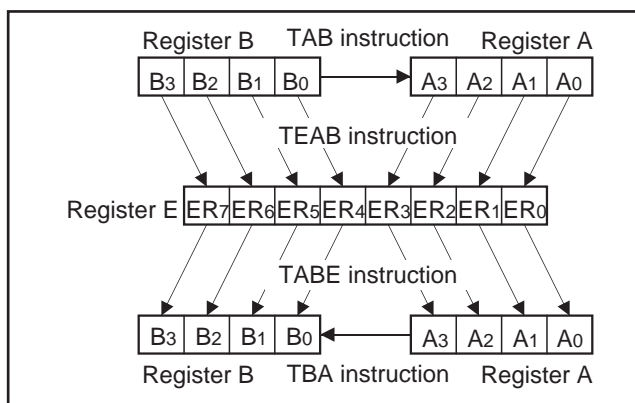 Register B TAB instruction Register A
B3 B2 B1 B0 A3 A2 A1 A0
TEAB instruction
Register E ER7 ER6 ER5 ER4 ER3 ER2 ER1 ER0
TABE instruction
B3 B2 B1 B0 A3 A2 A1 A0
Register B TBA instruction Register A